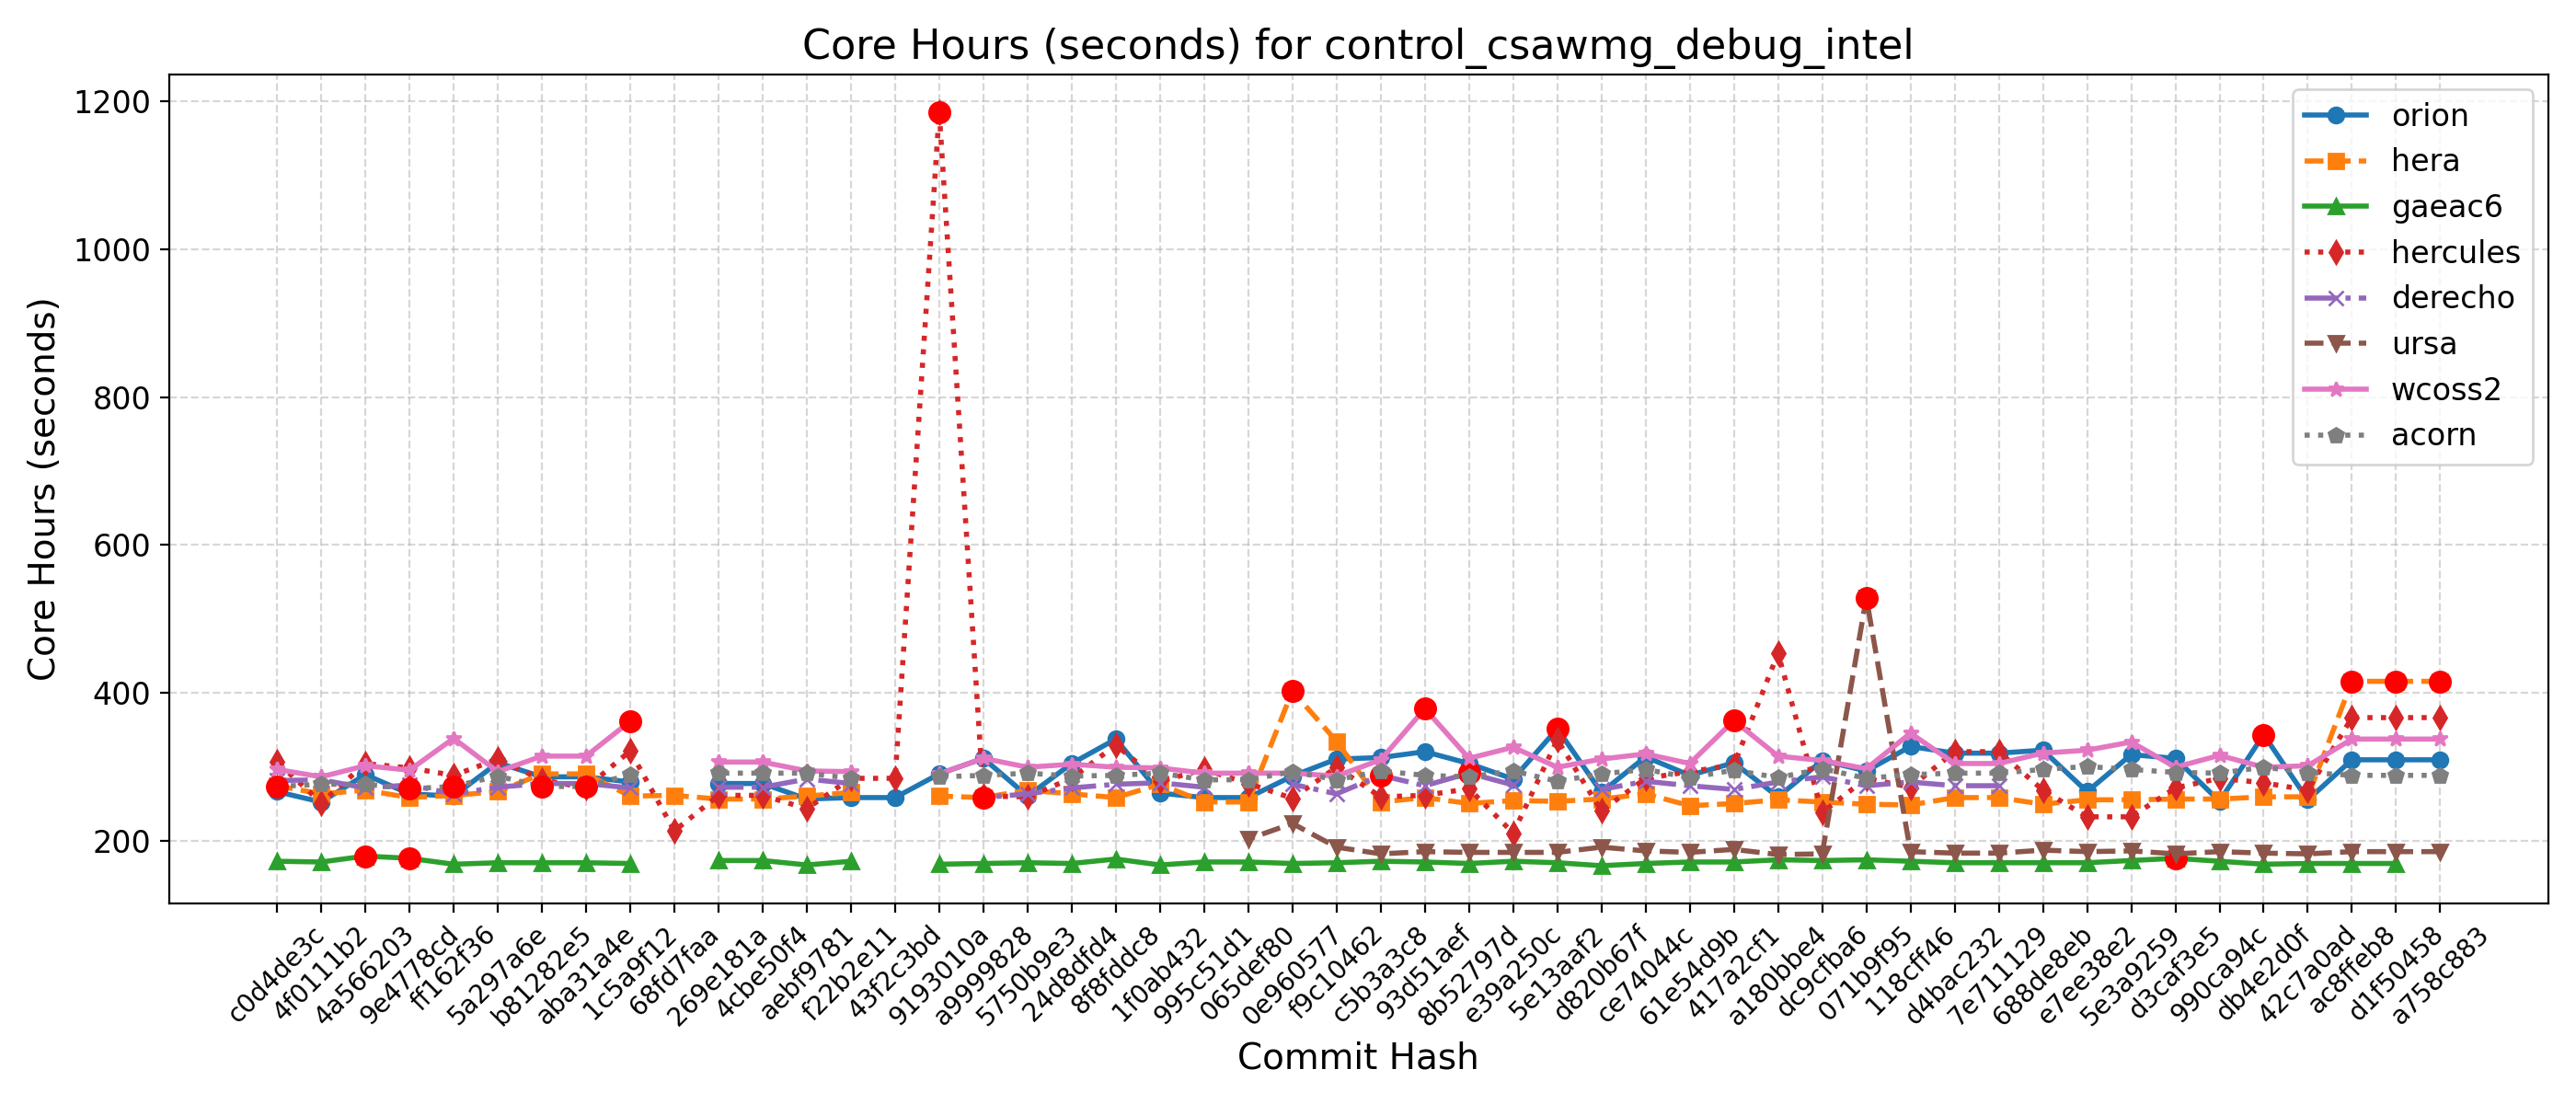 Core Hours (seconds) for control_csawmg_debug_intel
Core Hours (seconds)
1200
1000
800
600
400
200
orion
hera
gaeac6
hercules
derecho
ursa
wcoss2
acorn
c0d4de3c
4f0111b2
4a566203
9e4778cd
ff162f36
5a297a6e
b81282e5
aba31a4e
1c5a9f12
68fd7faa
269e181a
4cbe50f4
aebf9781
f22b2e11
43f2c3bd
9193010a
a9999828
5750b9e3
24d8dfd4
8f8fddc8
1f0ab432
995c51d1
065def80
0e960577
f9c10462
c5b3a3c8
93d51aef
8b52797d
e39a250c
5e13aaf2
d820b67f
ce74044c
61e54d9b
417a2cf1
a180bbe4
dc9cfba6
071b9f95
118cff46
d4bac232
7e711129
688de8eb
e7ee38e2
5e3a9259
d3caf3e5
990ca94c
db4e2d0f
42c7a0ad
ac8ffeb8
d1f50458
a758c883
Commit Hash